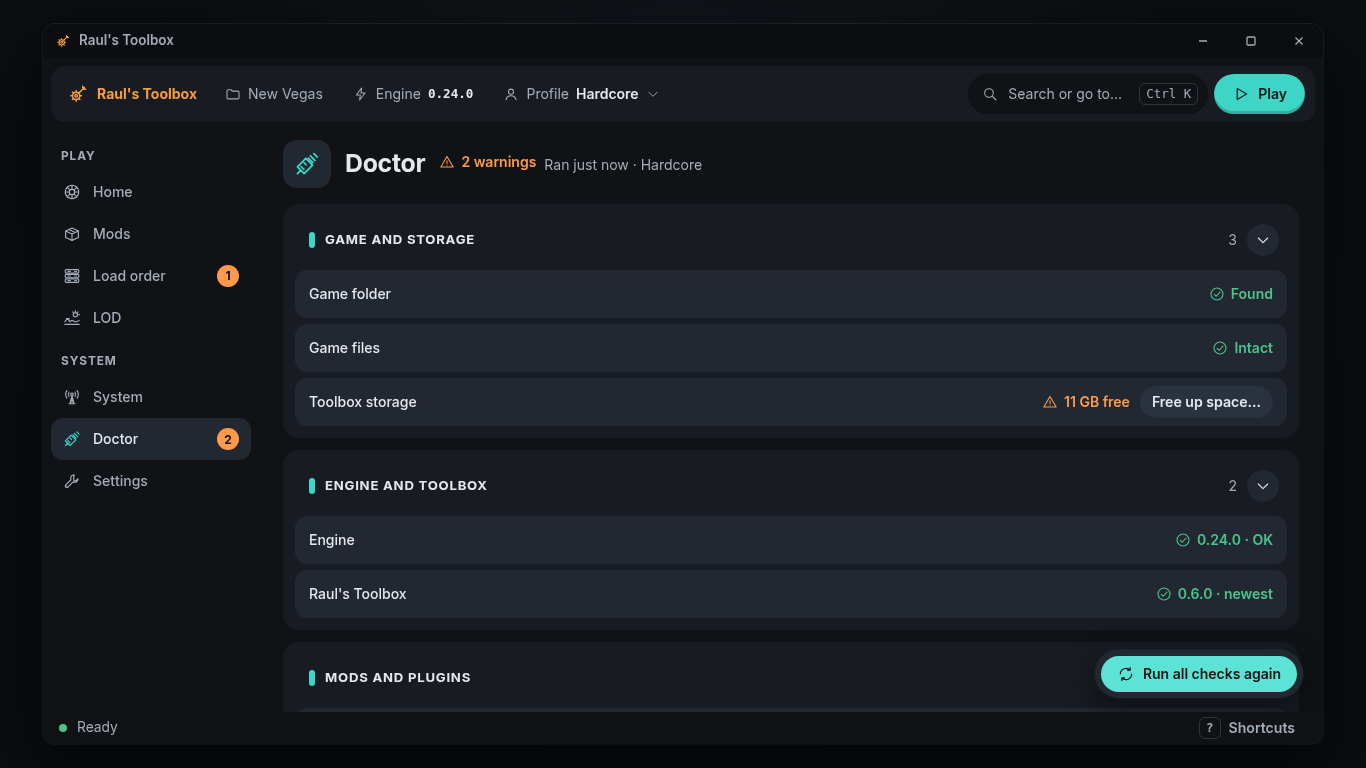 Raul's Toolbox
Raul's Toolbox New Vegas Engine 0.24.0 Profile Hardcore Search or go to... Ctrl K Play
PLAY
Home
Mods
Load order 1
LOD
SYSTEM
System
Doctor 2
Settings
Doctor 2 warnings Ran just now · Hardcore
GAME AND STORAGE 3
Game folder Found
Game files Intact
Toolbox storage 11 GB free Free up space...
ENGINE AND TOOLBOX 2
Engine 0.24.0 · OK
Raul's Toolbox 0.6.0 · newest
MODS AND PLUGINS
Run all checks again
Ready ? Shortcuts